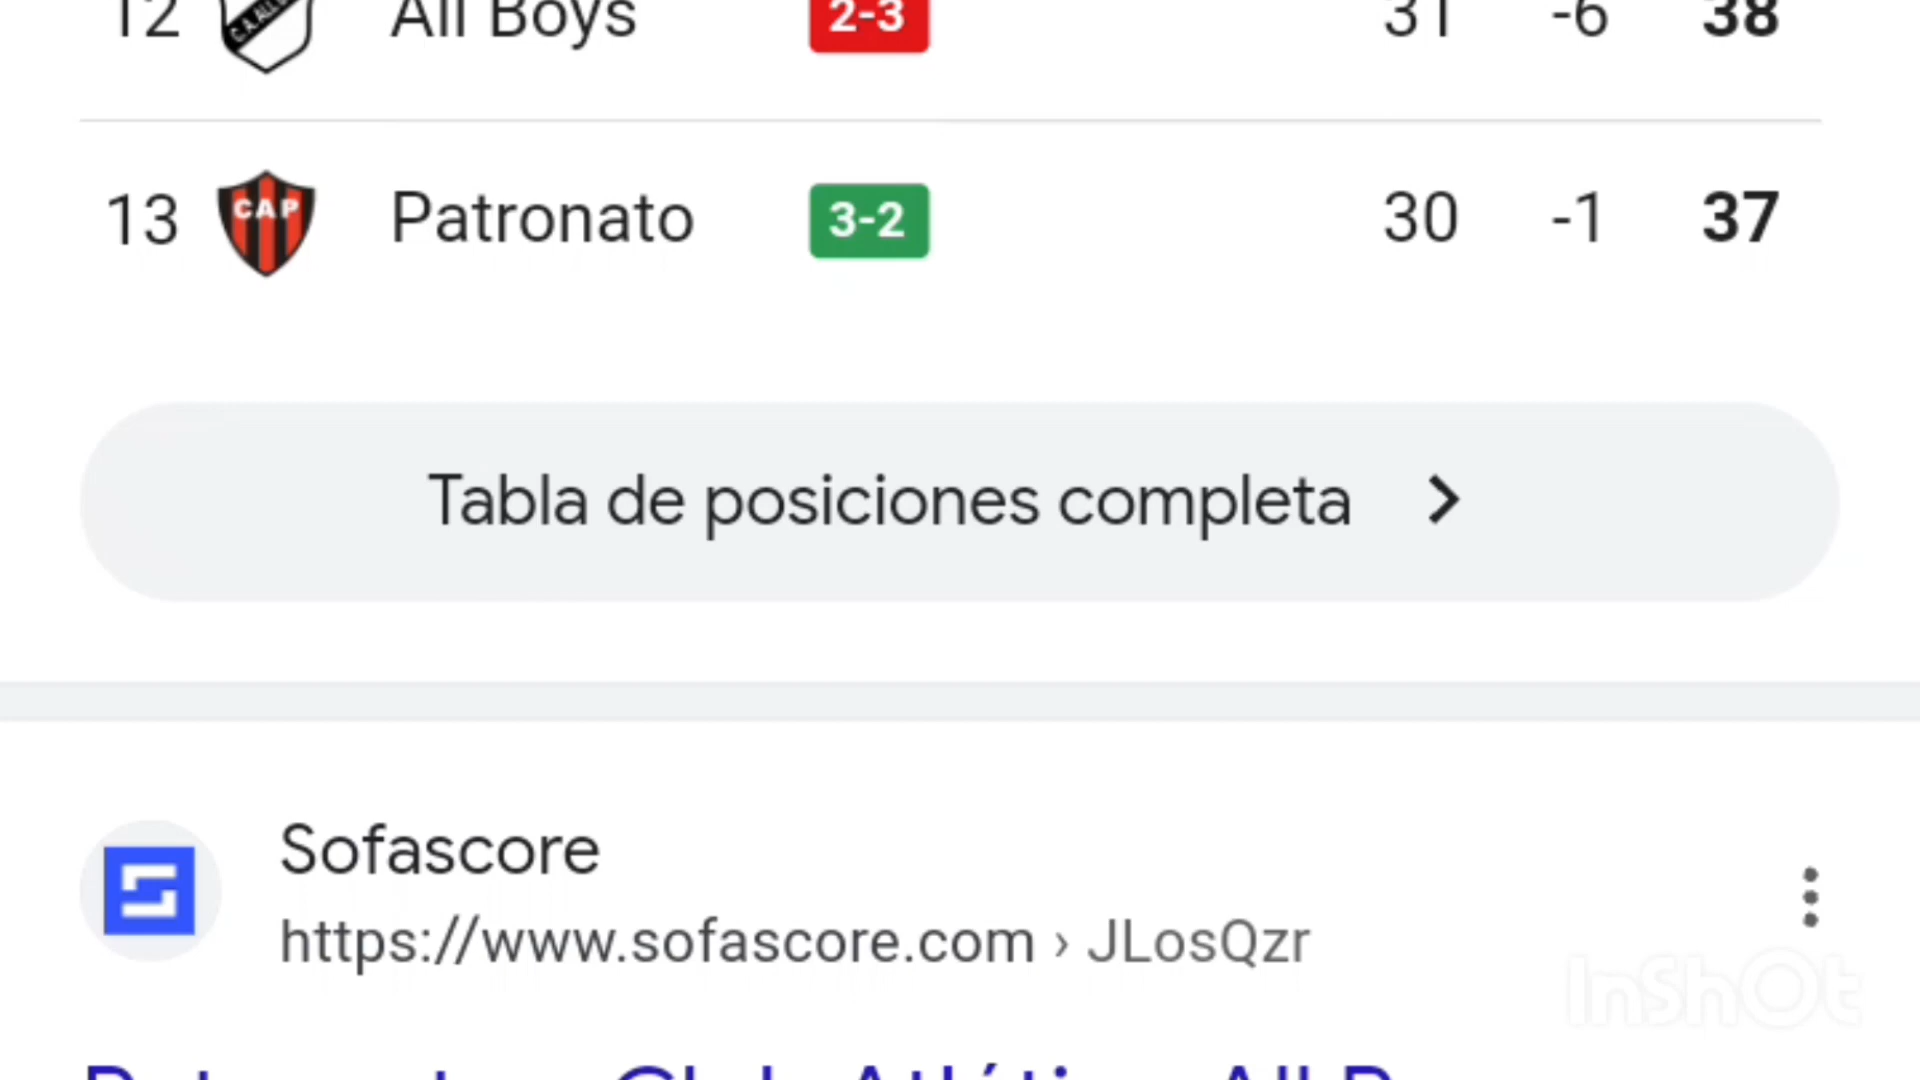 12 All Boys 2-3 31 -6 38
13 CAP Patronato 3-2 30 -1 37
Tabla de posiciones completa
Sofascore
https://www.sofascore.com › JLosQzr
InShOt